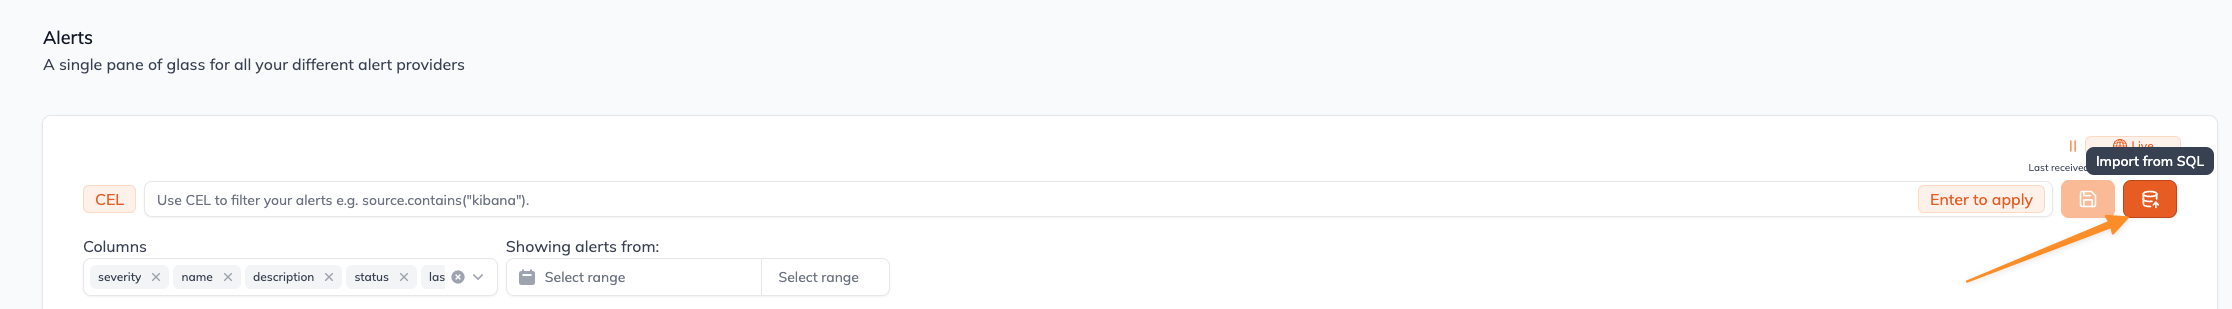 Alerts
A single pane of glass for all your different alert providers
Live
Last received
Import from SQL
CEL
Use CEL to filter your alerts e.g. source.contains("kibana").
Enter to apply
Columns
Showing alerts from:
severity name description status las
Select range
Select range